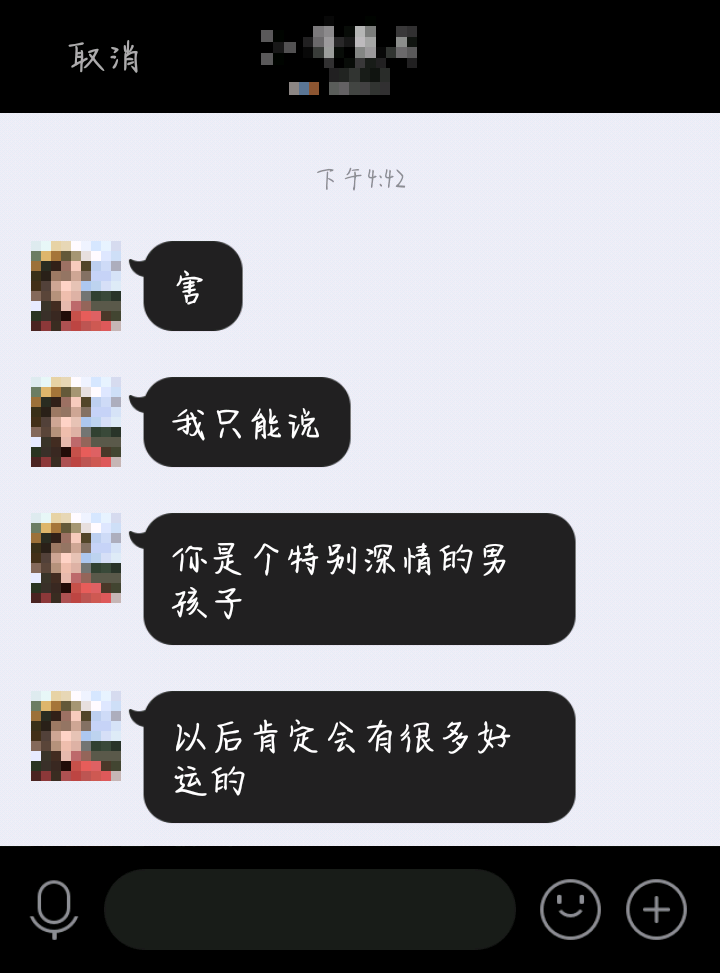 取消
下午4:42
害
我只能说
你是个特别深情的男
孩子
以后肯定会有很多好
运的